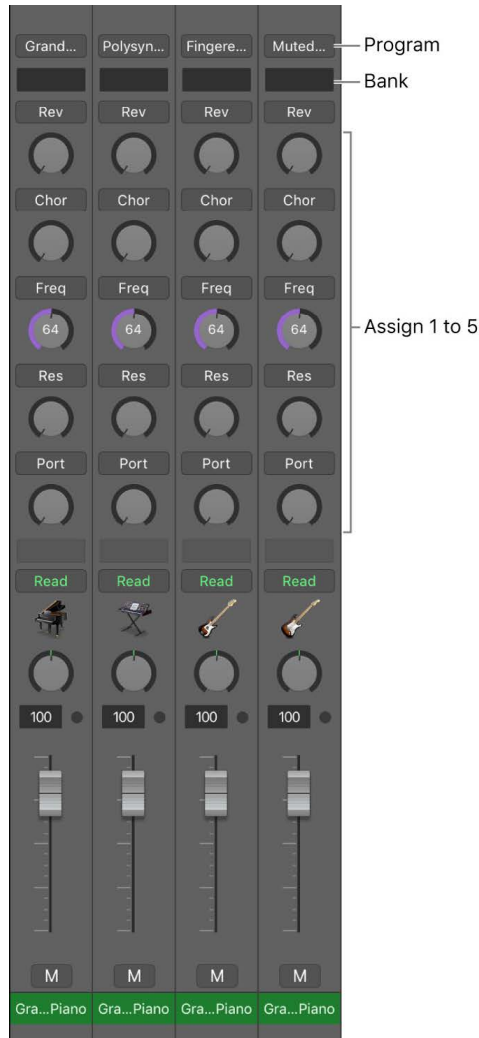 Grand... Polysyn... Fingere... Muted... Program
Bank
Rev Rev Rev Rev
Chor Chor Chor Chor
Freq Freq Freq Freq
64 64 64 64
Assign 1 to 5
Res Res Res Res
Port Port Port Port
Read Read Read Read
100 100 100 100
M M M M
Gra...Piano Gra...Piano Gra...Piano Gra...Piano